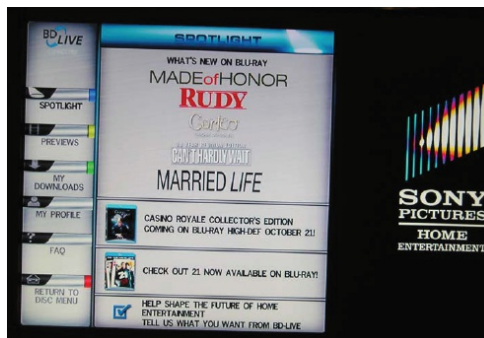 BD LIVE
SPOTLIGHT
PREVIEWS
MY
DOWNLOADS
MY PROFILE
FAQ
RETURN TO
DISC MENU
SPOTLIGHT
WHAT'S NEW ON BLU-RAY
MADE of HONOR
RUDY
CAN'T HARDLY WAIT
MARRIED LIFE
CASINO ROYALE COLLECTOR'S EDITION
COMING ON BLU-RAY HIGH-DEF OCTOBER 21!
21
CHECK OUT 21 NOW AVAILABLE ON BLU-RAY!
HELP SHAPE THE FUTURE OF HOME
ENTERTAINMENT
TELL US WHAT YOU WANT FROM BD-LIVE
SONY
PICTURES
HOME
ENTERTAINMENT